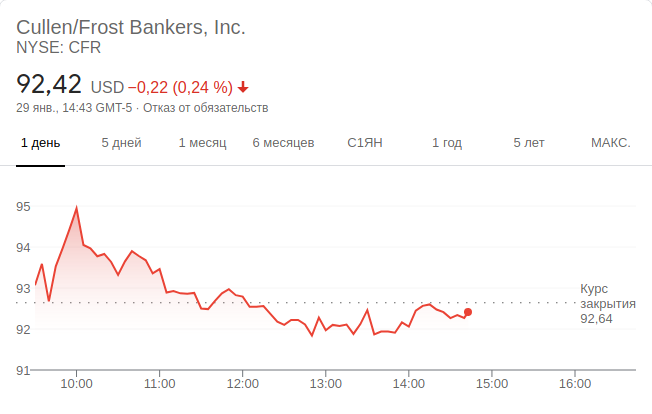 Cullen/Frost Bankers, Inc.
NYSE: CFR
92,42 USD −0,22 (0,24 %)
29 янв., 14:43 GMT-5 · Отказ от обязательств
1 день 5 дней 1 месяц 6 месяцев С1ЯН 1 год 5 лет МАКС.
95
94
93
Курс
закрытия
92,64
92
91
10:00 11:00 12:00 13:00 14:00 15:00 16:00